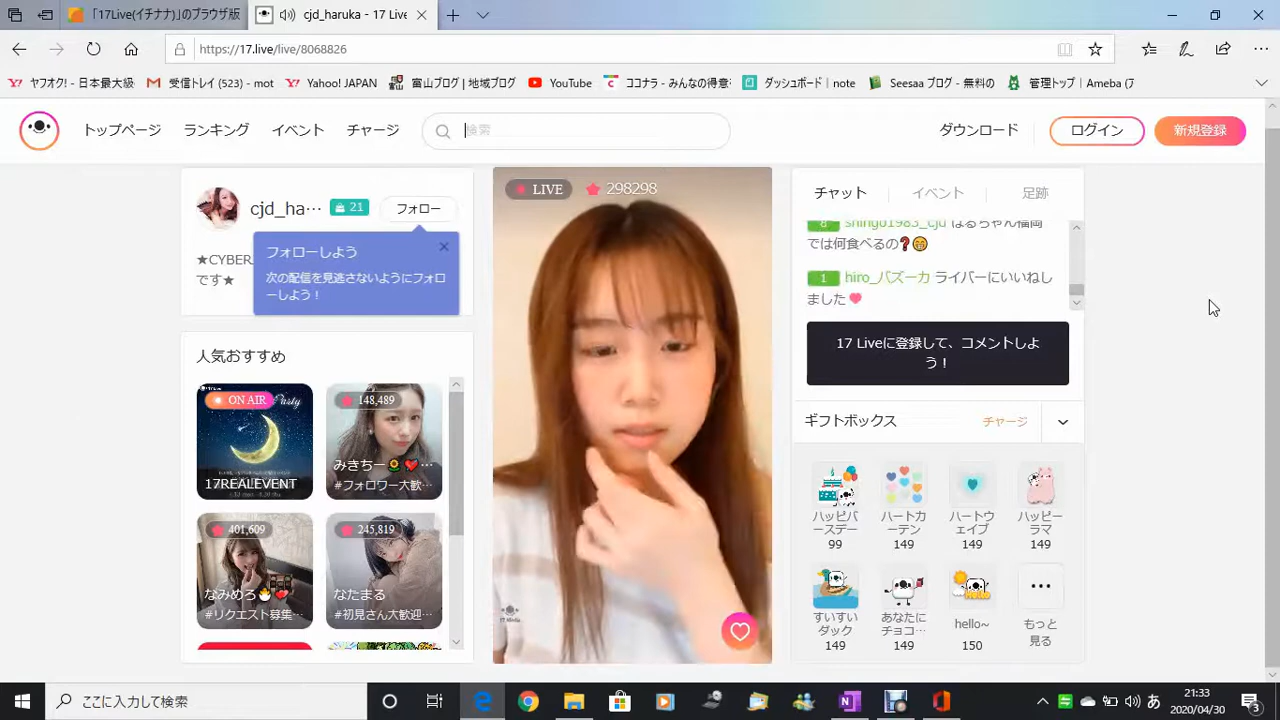 「17Live(イチナナ)」のブラウザ版
cjd_haruka - 17 Live
https://17.live/live/8068826
ヤフオク! - 日本最大級
受信トレイ (523) - mot
Yahoo! JAPAN
富山ブログ | 地域ブログ
YouTube
ココナラ - みんなの得意
ダッシュボード | note
Seesaa ブログ - 無料の
管理トップ | Ameba (ア
トップページ
ランキング
イベント
チャージ
検索
ダウンロード
ログイン
新規登録
cjd_ha…
21
フォロー
★CYBER
です★
フォローしよう
次の配信を見逃さないようにフォロ
ーしよう！
人気おすすめ
ON AIR
17REALEVENT
148,489
みきちー🌻❤…
#フォロワー大歓…
401,609
なみめろ
#リクエスト募集…
245,819
なたまる
#初見さん大歓迎…
LIVE
298298
17 Media
チャット
イベント
足跡
shingo1983_cjd はるちゃん福岡
では何食べるの❓😁
1 hiro_バズーカ ライバーにいいねし
ました
17 Liveに登録して、コメントしよ
う！
ギフトボックス
チャージ
ハッピバ
ースデー
99
ハートカ
ーテン
149
ハートウ
ェイブ
149
ハッピー
ラマ
149
すいすい
ダック
149
あなたに
チョコ…
149
hello~
150
もっと
見る
ここに入力して検索
あ
21:33
2020/04/30
3